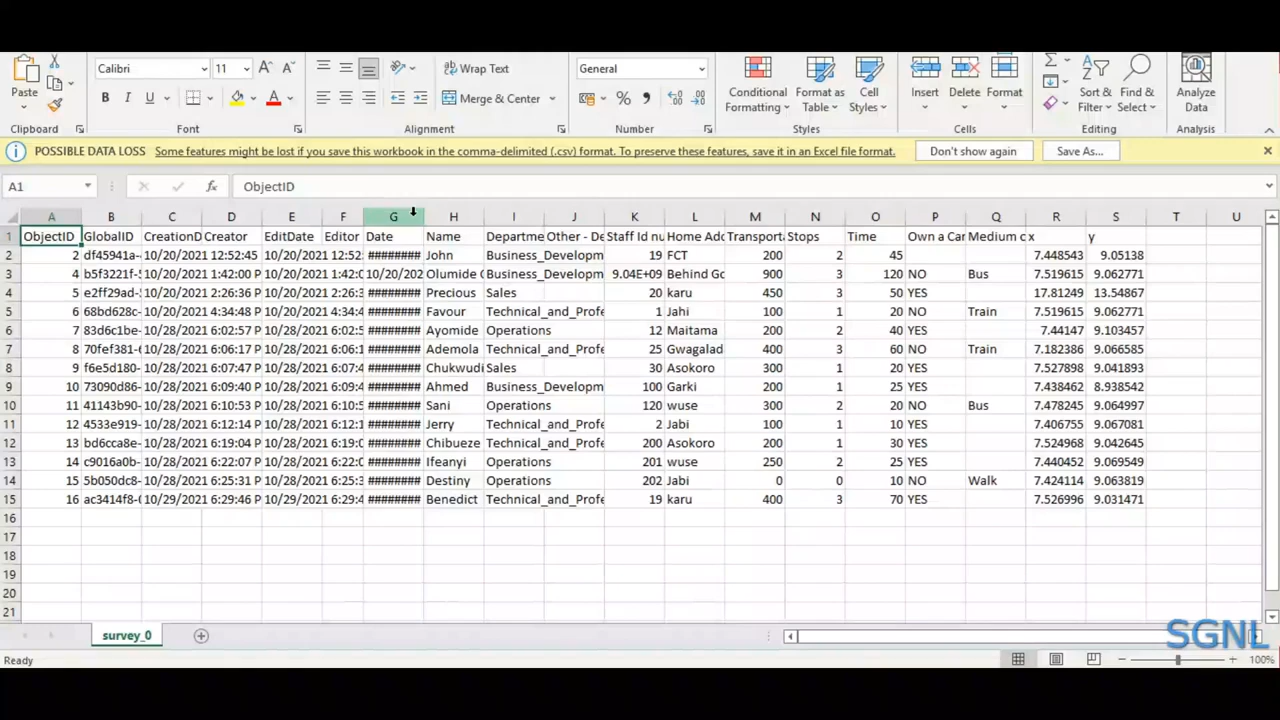 Calibri 11 Wrap Text General
Paste B I U Merge & Center % Conditional Formatting Format as Table Cell Styles Insert Delete Format Sort & Filter Find & Select Analyze Data
Clipboard Font Alignment Number Styles Cells Editing Analysis
POSSIBLE DATA LOSS Some features might be lost if you save this workbook in the comma-delimited (.csv) format. To preserve these features, save it in an Excel file format. Don't show again Save As...
A1 fx ObjectID
A B C D E F G H I J K L M N O P Q R S T U
1 ObjectID GlobalID CreationD Creator EditDate Editor Date Name Departme Other - De Staff Id nu Home Add Transporta Stops Time Own a Car Medium o x y
2 2 df45941a- 10/20/2021 12:52:45 10/20/2021 12:52 ######## John Business_Developm 19 FCT 200 2 45 7.448543 9.05138
3 4 b5f3221f- 10/20/2021 1:42:00 P 10/20/2021 1:42:0 10/20/202 Olumide 9.04E+09 Behind Go 900 3 120 NO Bus 7.519615 9.062771
4 5 e2ff29ad- 10/20/2021 2:26:36 P 10/20/2021 2:26:3 ######## Precious Sales 20 karu 450 3 50 YES 17.81249 13.54867
5 6 68bd628c- 10/20/2021 4:34:48 P 10/20/2021 4:34:4 ######## Favour Technical_and_Profe 1 Jahi 100 1 20 NO Train 7.519615 9.062771
6 7 83d6c1be- 10/28/2021 6:02:57 P 10/28/2021 6:02:5 ######## Ayomide Operations 12 Maitama 200 2 40 YES 7.44147 9.103457
7 8 70fef381- 10/28/2021 6:06:17 P 10/28/2021 6:06:1 ######## Ademola Technical_and_Profe 25 Gwagalad 400 3 60 NO Train 7.182386 9.066585
8 9 f6e5d180- 10/28/2021 6:07:47 P 10/28/2021 6:07:4 ######## Chukwudi Sales 30 Asokoro 300 1 20 YES 7.527898 9.041893
9 10 73090d86- 10/28/2021 6:09:40 P 10/28/2021 6:09:4 ######## Ahmed Business_Developm 100 Garki 200 1 25 YES 7.438462 8.938542
10 11 41143b90- 10/28/2021 6:10:53 P 10/28/2021 6:10:5 ######## Sani Operations 120 wuse 300 2 20 NO Bus 7.478245 9.064997
11 12 4533e919- 10/28/2021 6:12:14 P 10/28/2021 6:12:1 ######## Jerry Technical_and_Profe 2 Jabi 100 1 10 YES 7.406755 9.067081
12 13 bd6cca8e- 10/28/2021 6:19:04 P 10/28/2021 6:19:0 ######## Chibueze Technical_and_Profe 200 Asokoro 100 1 30 YES 7.524968 9.042645
13 14 c9016a0b- 10/28/2021 6:22:07 P 10/28/2021 6:22:0 ######## Ifeanyi Operations 201 wuse 250 2 25 YES 7.440452 9.069549
14 15 5b050dc8- 10/28/2021 6:25:31 P 10/28/2021 6:25:3 ######## Destiny Operations 202 Jabi 0 0 10 NO Walk 7.424114 9.063819
15 16 ac3414f8- 10/29/2021 6:29:46 P 10/29/2021 6:29:4 ######## Benedict Technical_and_Profe 19 karu 400 3 70 YES 7.526996 9.031471
16
17
18
19
20
21
survey_0
SGNL
Ready 100%